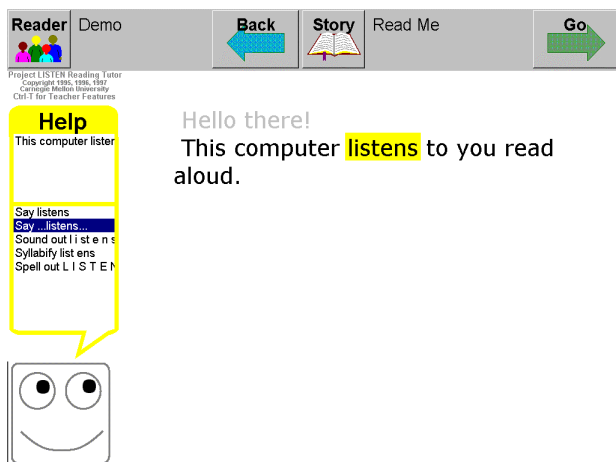 Reader Demo Back Story Read Me Go
Project LISTEN Reading Tutor
Copyright 1995, 1996, 1997
Carnegie Mellon University
Ctrl-T for Teacher Features
Help
This computer lister
Say listens
Say ...listens...
Sound out l i st e n s
Syllabify list ens
Spell out L I S T E N
Hello there!
This computer listens to you read
aloud.